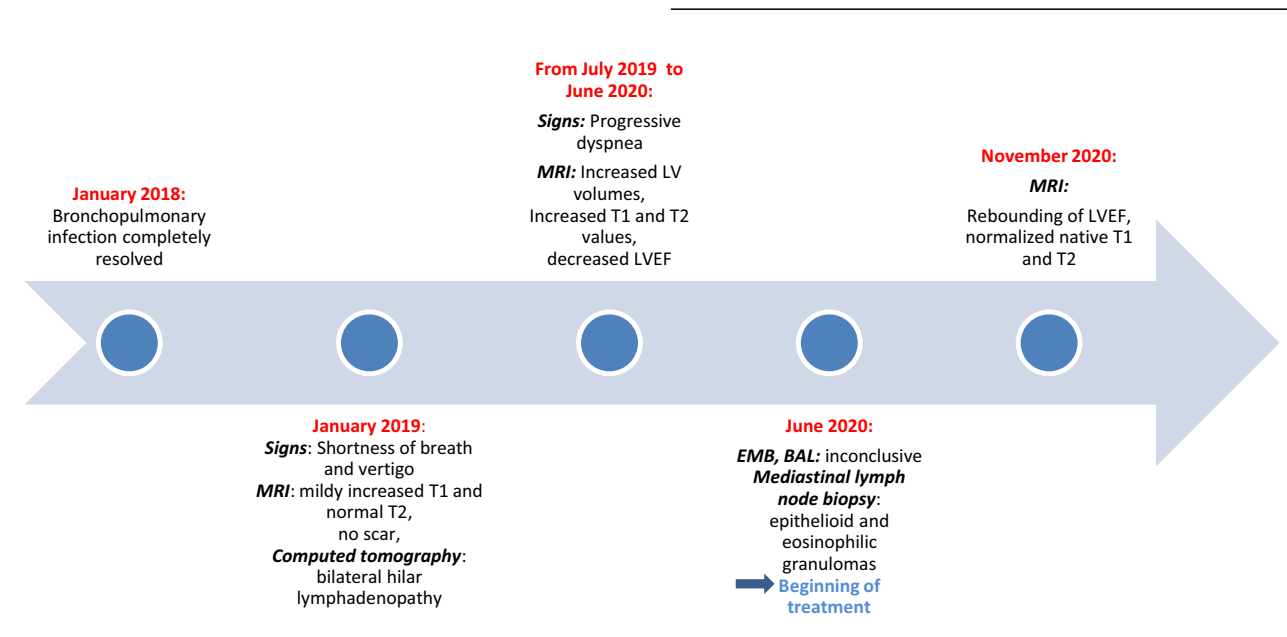 January 2018:
Bronchopulmonary
infection completely
resolved
January 2019:
Signs: Shortness of breath
and vertigo
MRI: mildy increased T1 and
normal T2,
no scar,
Computed tomography:
bilateral hilar
lymphadenopathy
From July 2019 to
June 2020:
Signs: Progressive
dyspnea
MRI: Increased LV
volumes,
Increased T1 and T2
values,
decreased LVEF
June 2020:
EMB, BAL: inconclusive
Mediastinal lymph
node biopsy:
epithelioid and
eosinophilic
granulomas
Beginning of
treatment
November 2020:
MRI:
Rebounding of LVEF,
normalized native T1
and T2